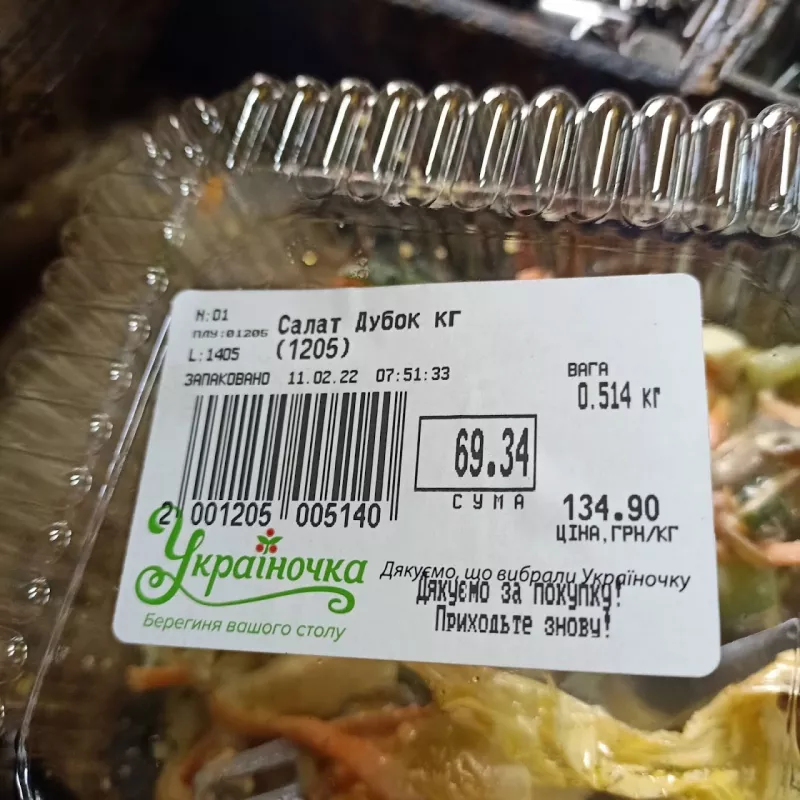 N:01
ПЛУ:01205
L:1405
Салат Дубок кг
(1205)
ЗАПАКОВАНО 11.02.22 07:51:33
ВАГА
0.514 кг
69.34
СУМА
134.90
ЦІНА,ГРН/КГ
2 001205 005140
Україночка
Берегиня вашого столу
Дякуємо, що вибрали Україночку
Дякуємо за покупку!
Приходьте знову!